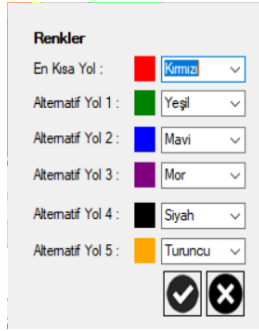 Renkler
En Kısa Yol : Kırmızı
Alternatif Yol 1 : Yeşil
Alternatif Yol 2 : Mavi
Alternatif Yol 3 : Mor
Alternatif Yol 4 : Siyah
Alternatif Yol 5 : Turuncu